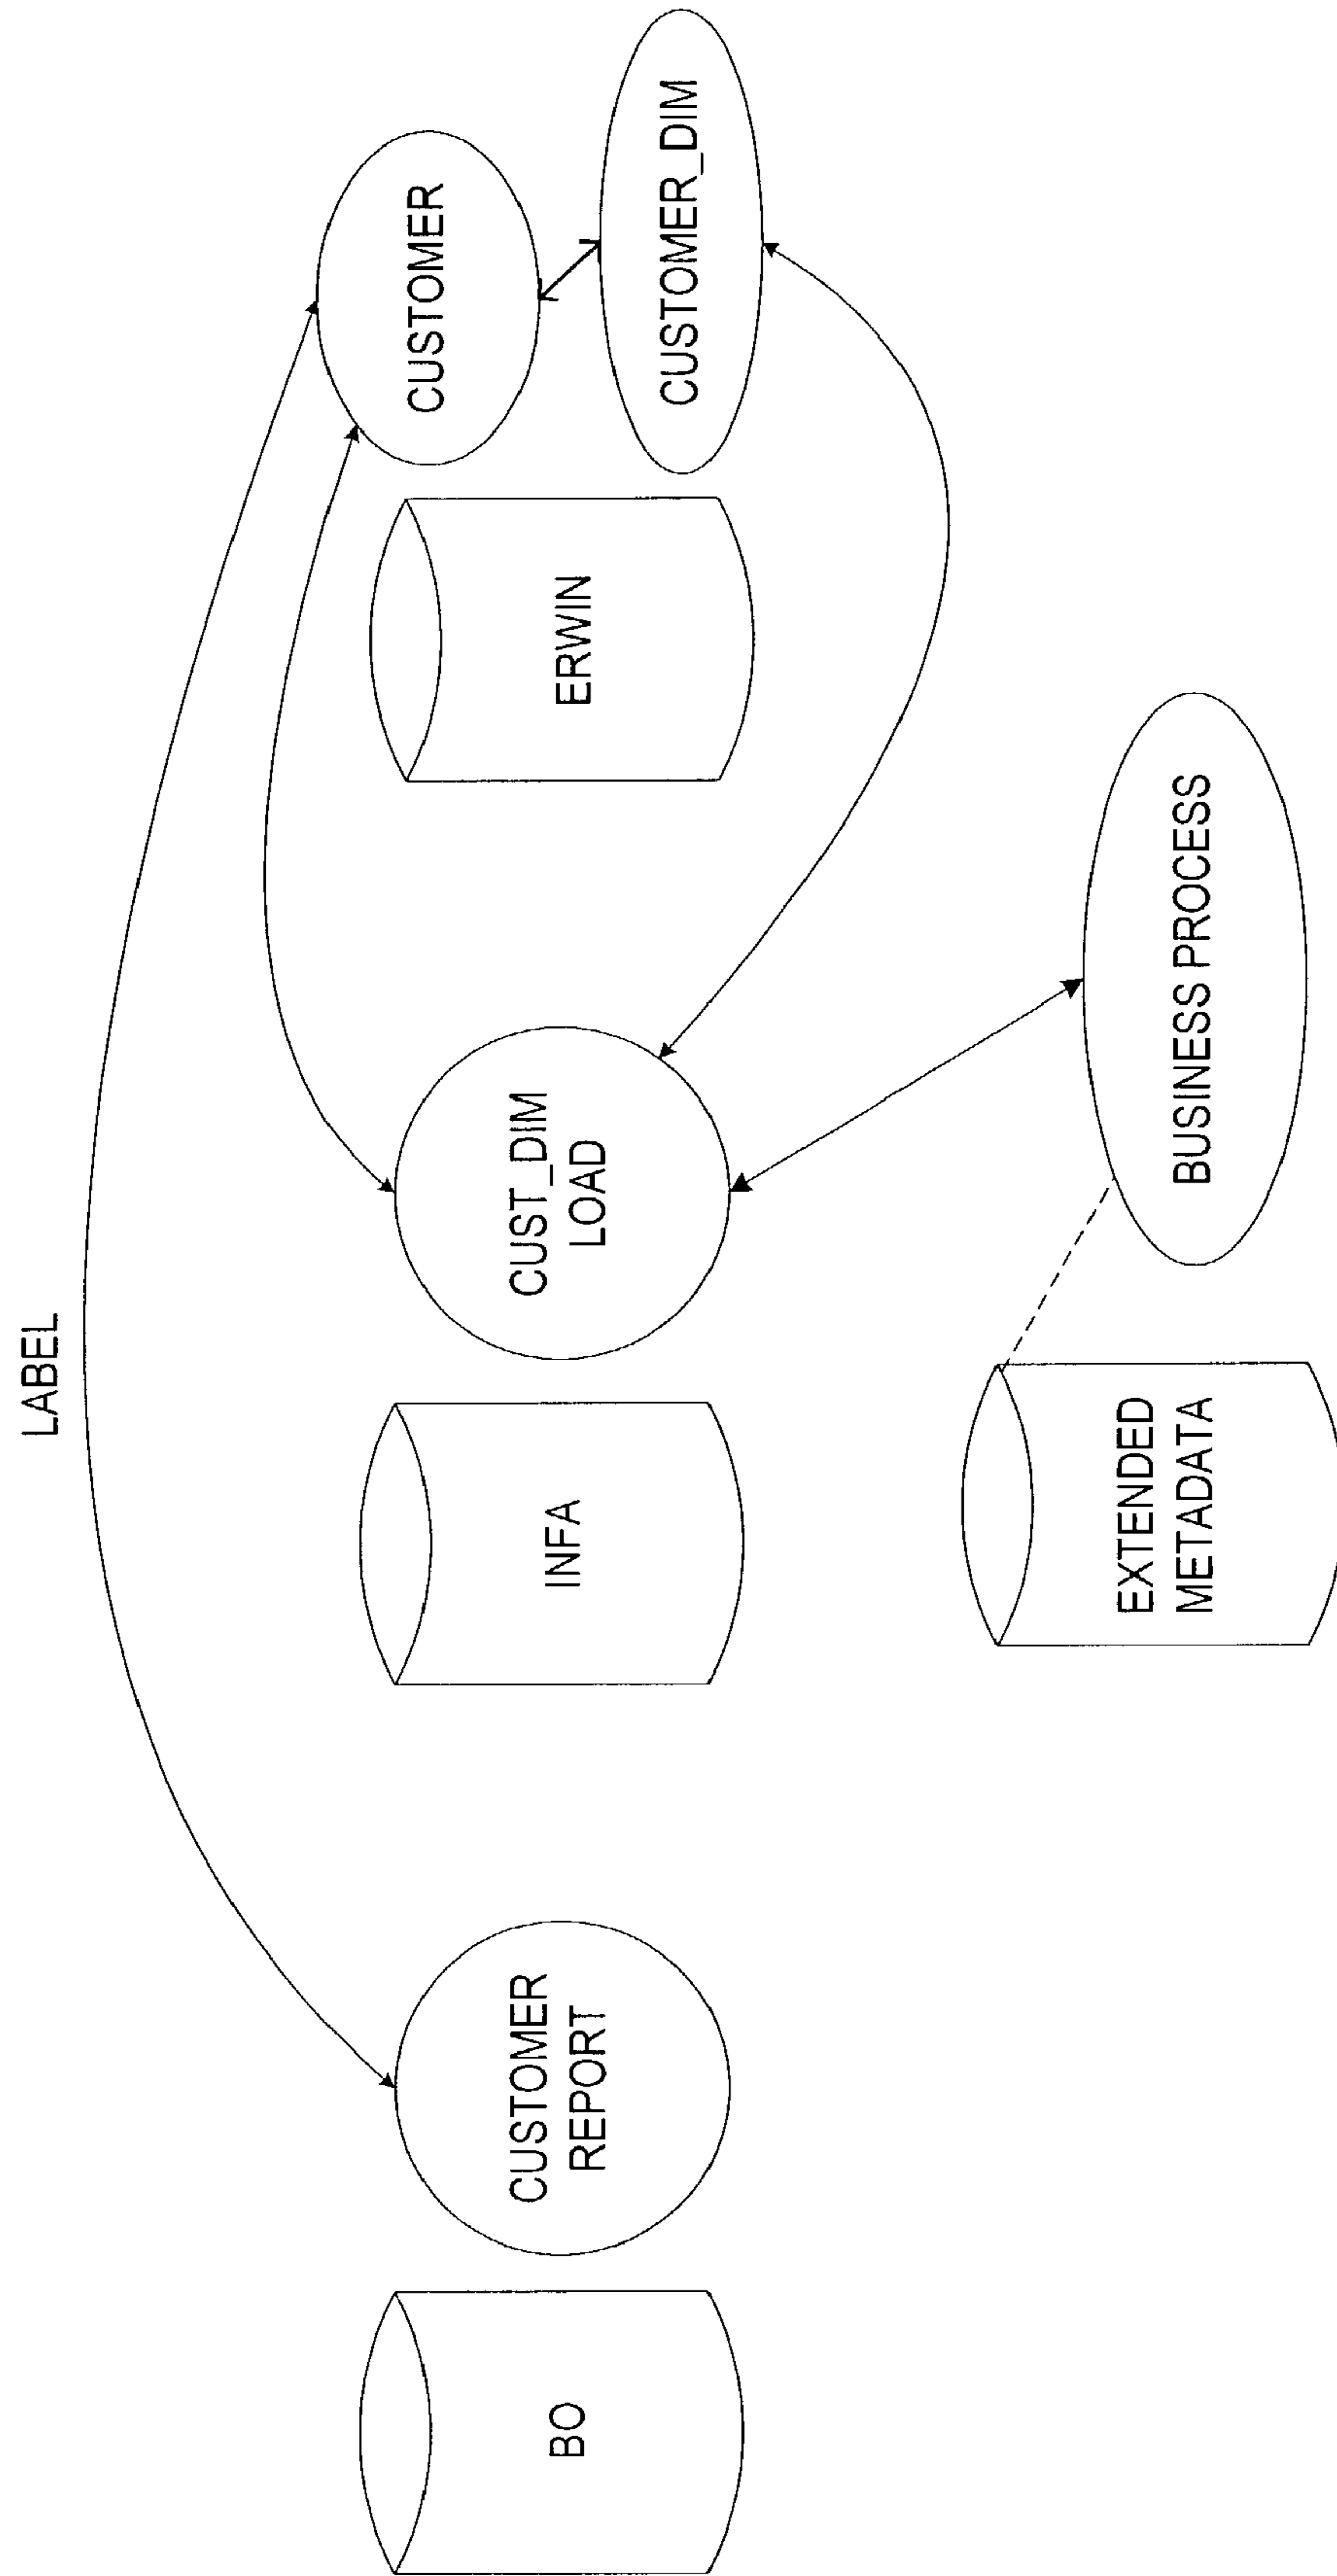 LABEL
BO
CUSTOMER
REPORT
INFA
CUST_DIM
LOAD
ERWIN
CUSTOMER
CUSTOMER_DIM
EXTENDED
METADATA
BUSINESS PROCESS